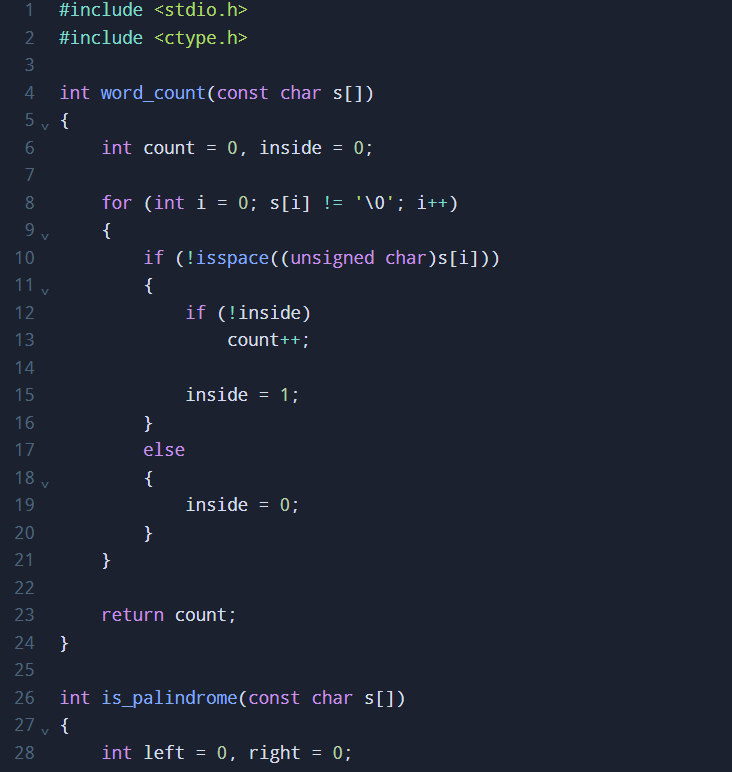 1 #include <stdio.h>
2 #include <ctype.h>
3
4 int word_count(const char s[])
5 {
6     int count = 0, inside = 0;
7
8     for (int i = 0; s[i] != '\0'; i++)
9     {
10         if (!isspace((unsigned char)s[i]))
11         {
12             if (!inside)
13                 count++;
14
15             inside = 1;
16         }
17         else
18         {
19             inside = 0;
20         }
21     }
22
23     return count;
24 }
25
26 int is_palindrome(const char s[])
27 {
28     int left = 0, right = 0;